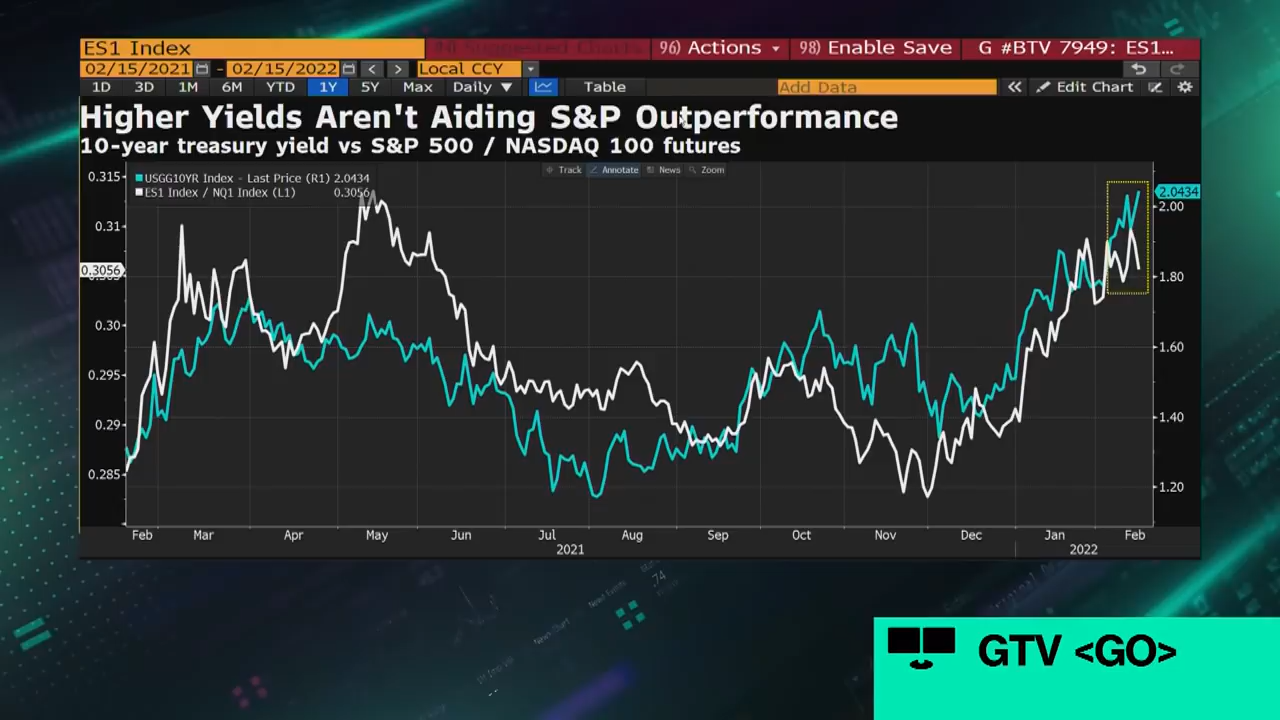 ES1 Index 96) Actions 98) Enable Save G #BTV 7949: ES1...
02/15/2021 - 02/15/2022 < > Local CCY
1D 3D 1M 6M YTD 1Y 5Y Max Daily ▼ Table Add Data « Edit Chart
Higher Yields Aren't Aiding S&P Outperformance
10-year treasury yield vs S&P 500 / NASDAQ 100 futures
Track Annotate News Zoom
USGG10YR Index - Last Price (R1) 2.0434
ES1 Index / NQ1 Index (L1) 0.3056
0.315
0.31
0.3056
0.30
0.295
0.29
0.285
2.0434
2.00
1.80
1.60
1.40
1.20
Feb Mar Apr May Jun Jul Aug Sep Oct Nov Dec Jan Feb
2021 2022
.74
GTV <GO>